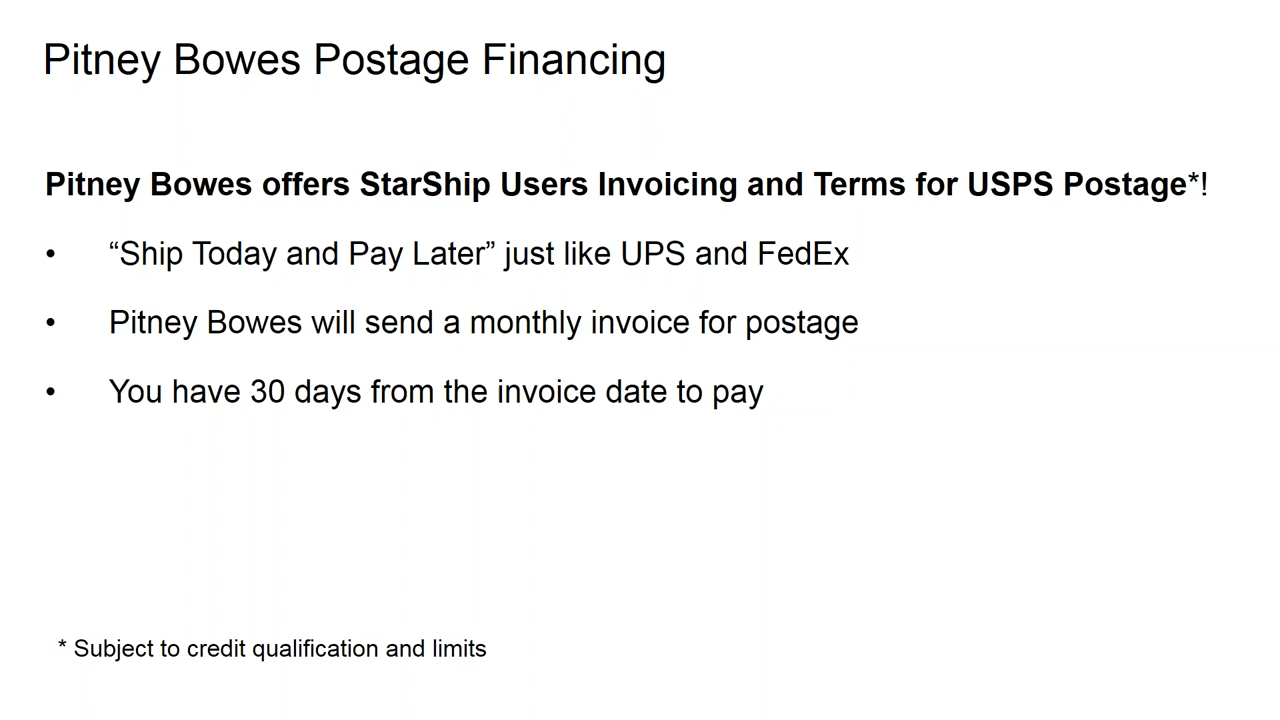 Pitney Bowes Postage Financing
Pitney Bowes offers StarShip Users Invoicing and Terms for USPS Postage*!
• “Ship Today and Pay Later” just like UPS and FedEx
• Pitney Bowes will send a monthly invoice for postage
• You have 30 days from the invoice date to pay
* Subject to credit qualification and limits